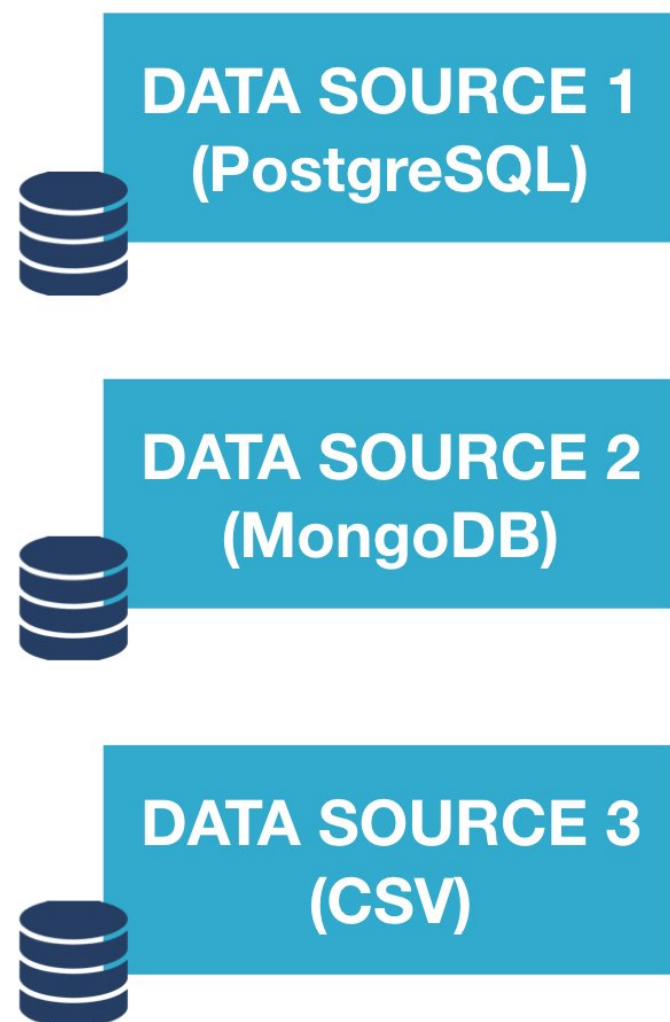 DATA SOURCE 1
(PostgreSQL)
DATA SOURCE 2
(MongoDB)
DATA SOURCE 3
(CSV)